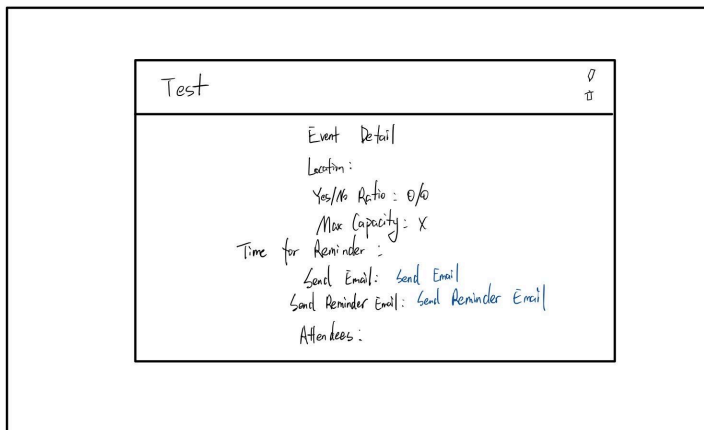 Test
Event Detail
Location:
Yes/No Ratio: 0/0
Max Capacity: X
Time for Reminder:
Send Email: Send Email
Send Reminder Email: Send Reminder Email
Attendees: